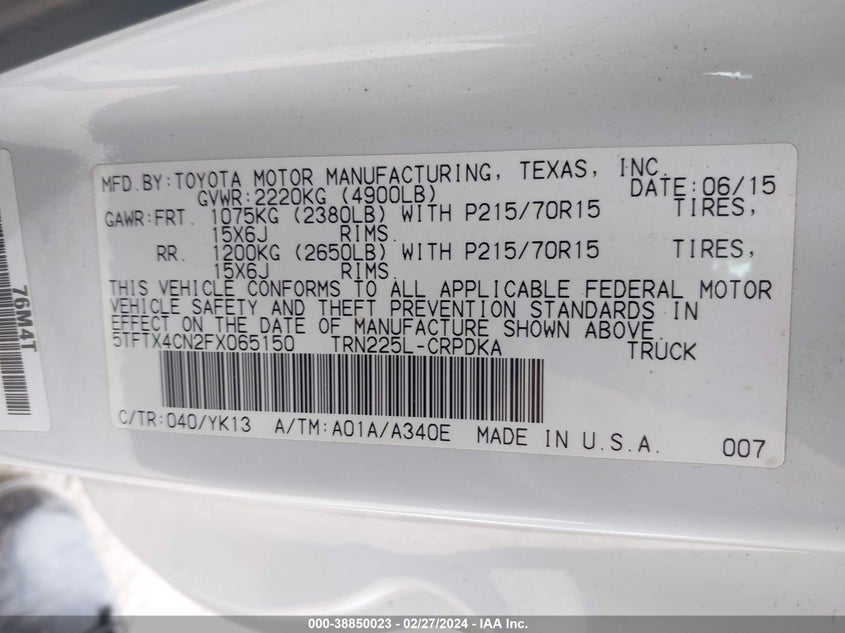 MFD.BY:TOYOTA MOTOR MANUFACTURING, TEXAS, INC.
GVWR:2220KG (4900LB) DATE:06/15
GAWR:FRT. 1075KG (2380LB) WITH P215/70R15 TIRES,
15X6J RIMS.
RR. 1200KG (2650LB) WITH P215/70R15 TIRES,
15X6J RIMS.
THIS VEHICLE CONFORMS TO ALL APPLICABLE FEDERAL MOTOR
VEHICLE SAFETY AND THEFT PREVENTION STANDARDS IN
EFFECT ON THE DATE OF MANUFACTURE SHOWN ABOVE.
5TFTX4CN2FX065150 TRN225L-CRPDKA TRUCK
C/TR:040/YK13 A/TM:A01A/A340E MADE IN U.S.A. 007
76M4T
000-38850023 - 02/27/2024 - IAA Inc.